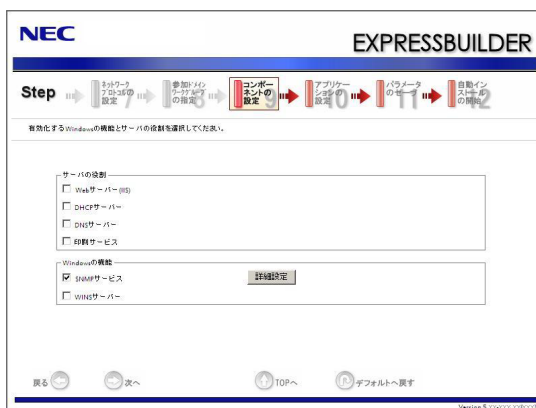 NEC
EXPRESSBUILDER
Step
ネットワーク
プロトコルの
設定
7
参加ドメイン
ワークグループ
の指定
8
コンポー
ネントの
設定
9
アプリケー
ションの
設定
10
パラメータ
のセーブ
11
自動イン
ストール
の開始
12
有効化するWindowsの機能とサーバの役割を選択してください。
サーバの役割
Webサーバー(IIS)
DHCPサーバー
DNSサーバー
印刷サービス
Windowsの機能
SNMPサービス
詳細設定
WINSサーバー
戻る
次へ
TOPへ
デフォルトへ戻す
Version 5